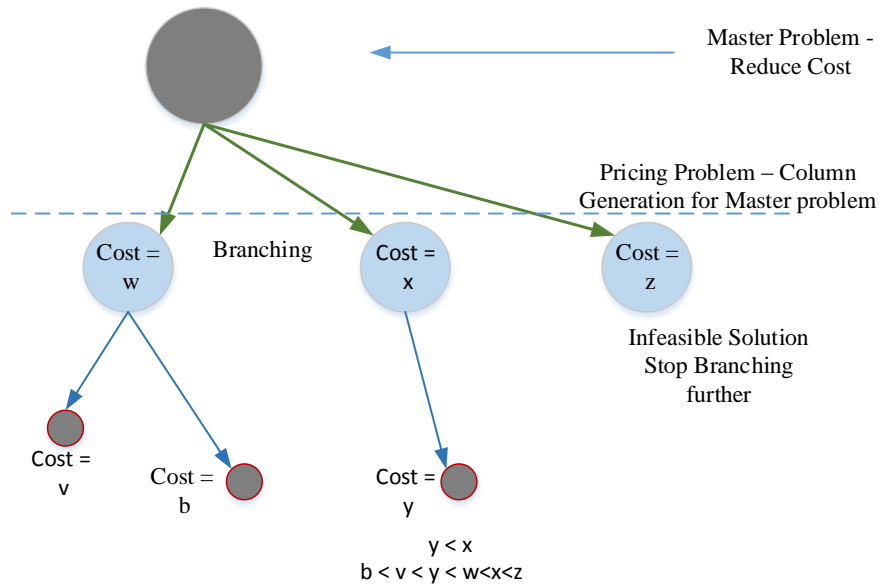 Master Problem -
Reduce Cost
Pricing Problem – Column
Generation for Master problem
Cost =
w
Branching
Cost =
x
Cost =
z
Infeasible Solution
Stop Branching
further
Cost =
v
Cost =
b
Cost =
y
y < x
b < v < y < w<x<z